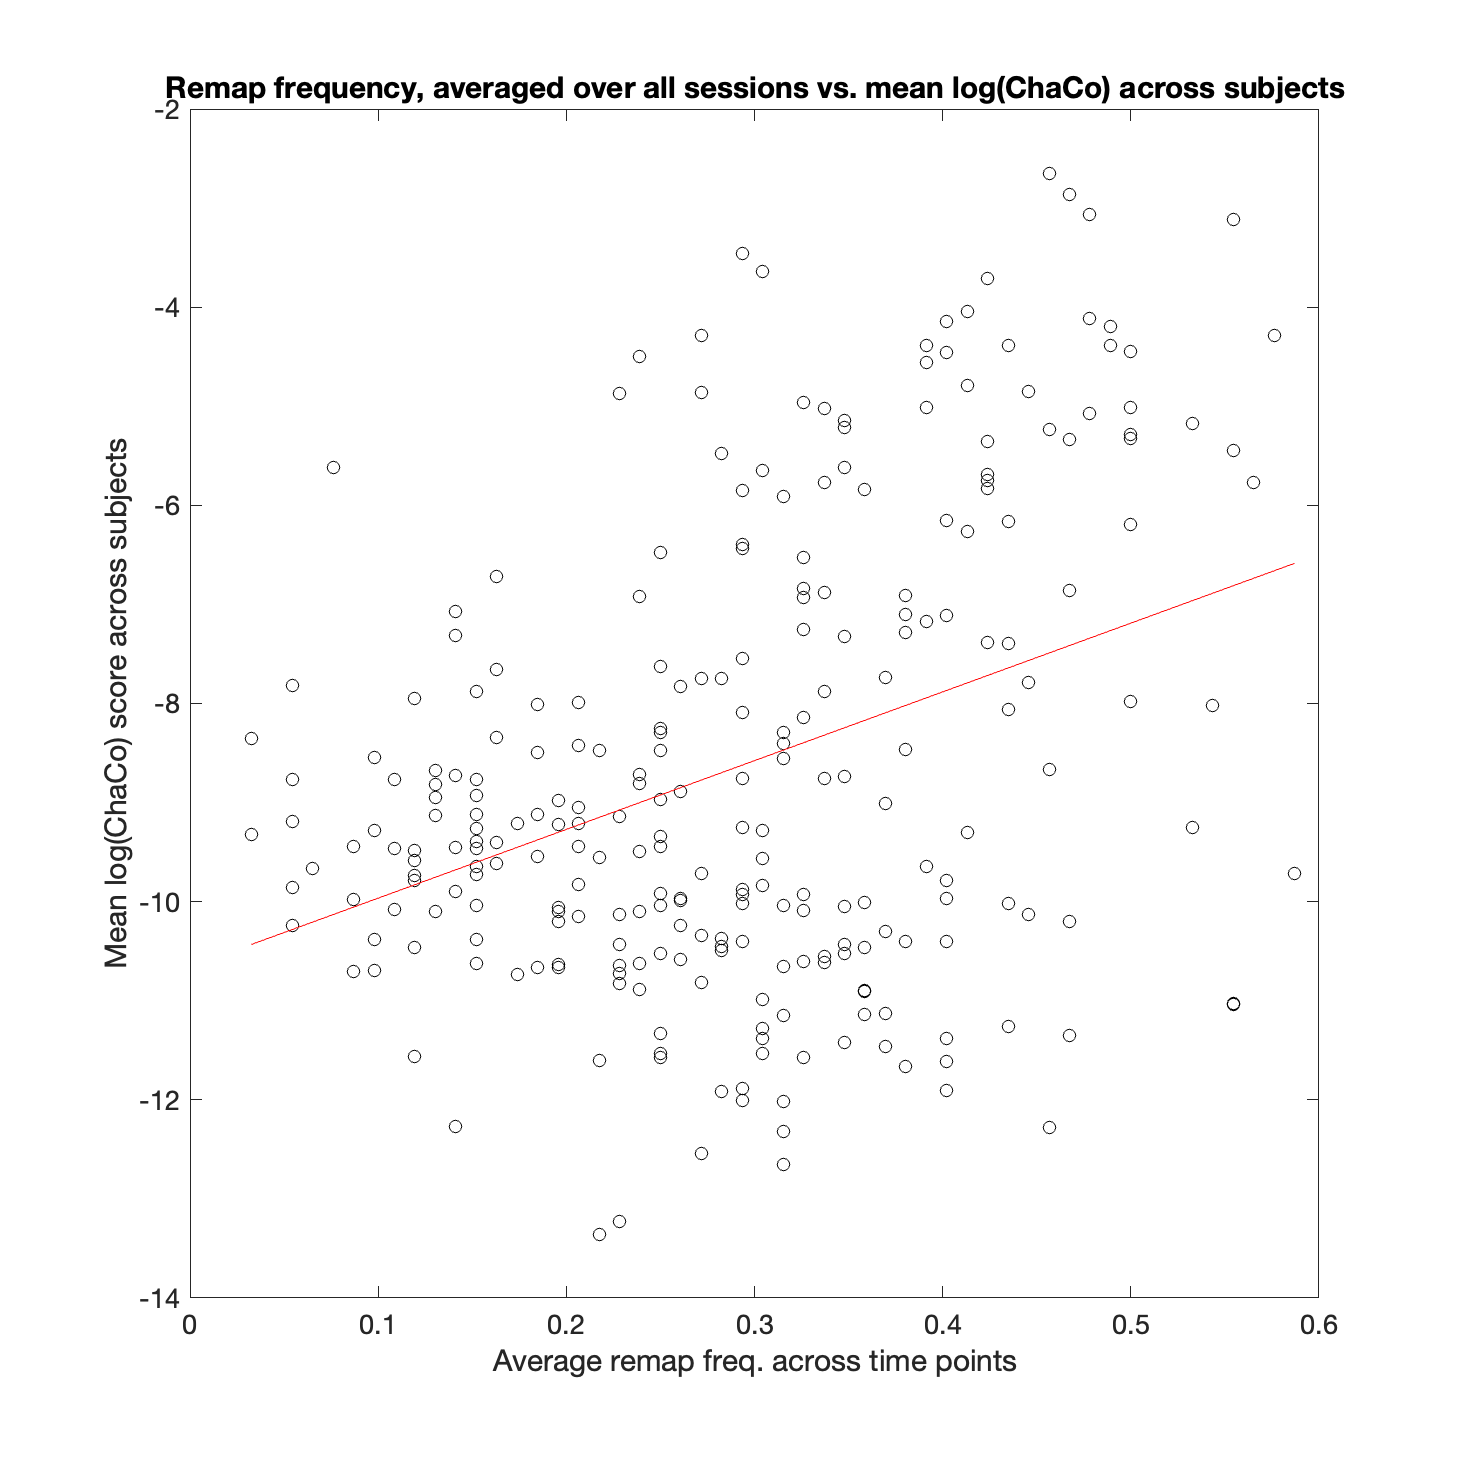 Remap frequency, averaged over all sessions vs. mean log(ChaCo) across subjects
-2
-4
-6
-8
-10
-12
-14
Mean log(ChaCo) score across subjects
0 0.1 0.2 0.3 0.4 0.5 0.6
Average remap freq. across time points